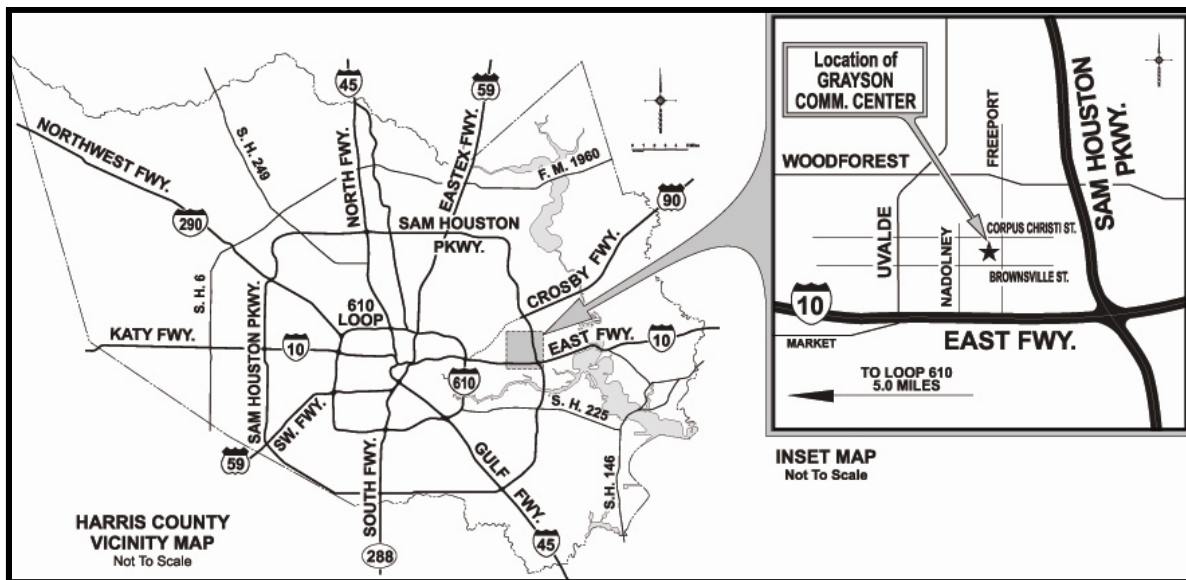 45
59
NORTHWEST FWY.
S. H. 249
NORTH FWY.
EASTEX FWY.
F. M. 1960
90
290
SAM HOUSTON
PKWY.
CROSBY FWY.
S. H. 6
SAM HOUSTON PKWY.
610
LOOP
KATY FWY.
10
EAST FWY.
10
610
S. H. 225
SW. FWY.
59
SOUTH FWY.
GULF FWY.
S.H. 146
288
45
HARRIS COUNTY
VICINITY MAP
Not To Scale
Location of
GRAYSON
COMM. CENTER
FREEPORT
SAM HOUSTON
PKWY.
WOODFOREST
UVALDE
NADOLNEY
CORPUS CHRISTI ST.
BROWNSVILLE ST.
10
EAST FWY.
MARKET
TO LOOP 610
5.0 MILES
INSET MAP
Not To Scale